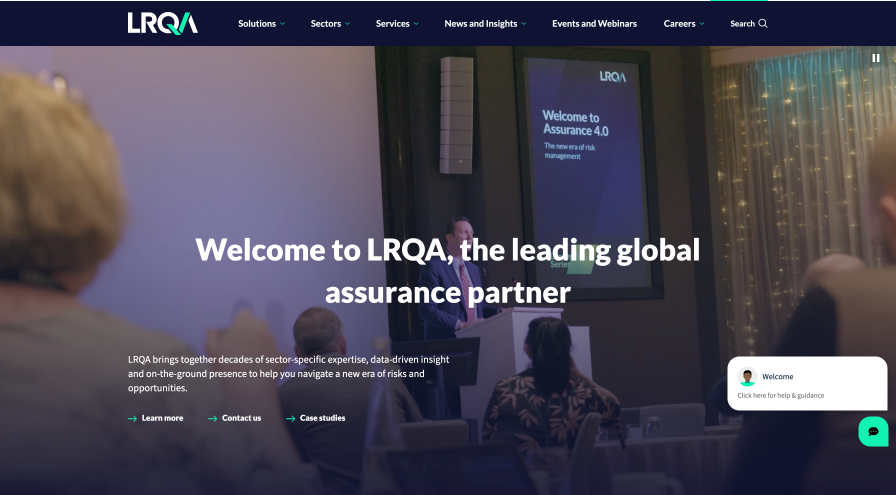 LRQA
Solutions
Sectors
Services
News and Insights
Events and Webinars
Careers
Search
LRQA
Welcome to
Assurance 4.0
The new era of risk
management
Series
Welcome to LRQA, the leading global
assurance partner
LRQA brings together decades of sector-specific expertise, data-driven insight
and on-the-ground presence to help you navigate a new era of risks and
opportunities.
Learn more
Contact us
Case studies
Welcome
Click here for help & guidance